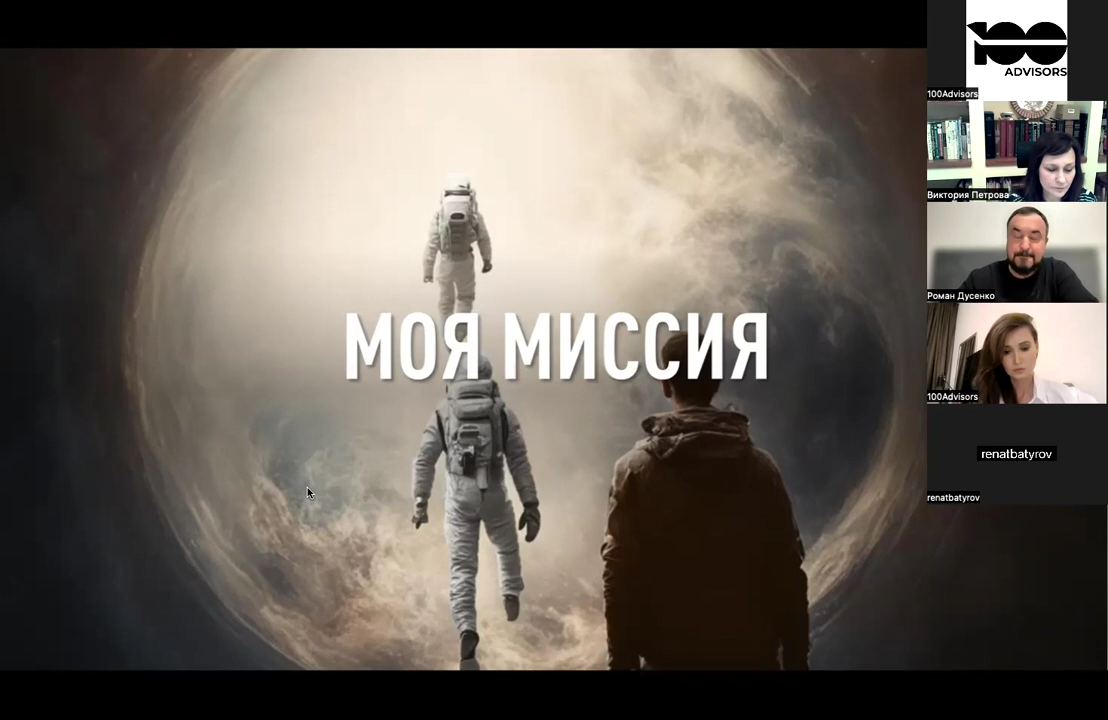 МОЯ МИССИЯ
100
ADVISORS
100Advisors
Виктория Петрова
Роман Дусенко
100Advisors
renatbatyrov
renatbatyrov